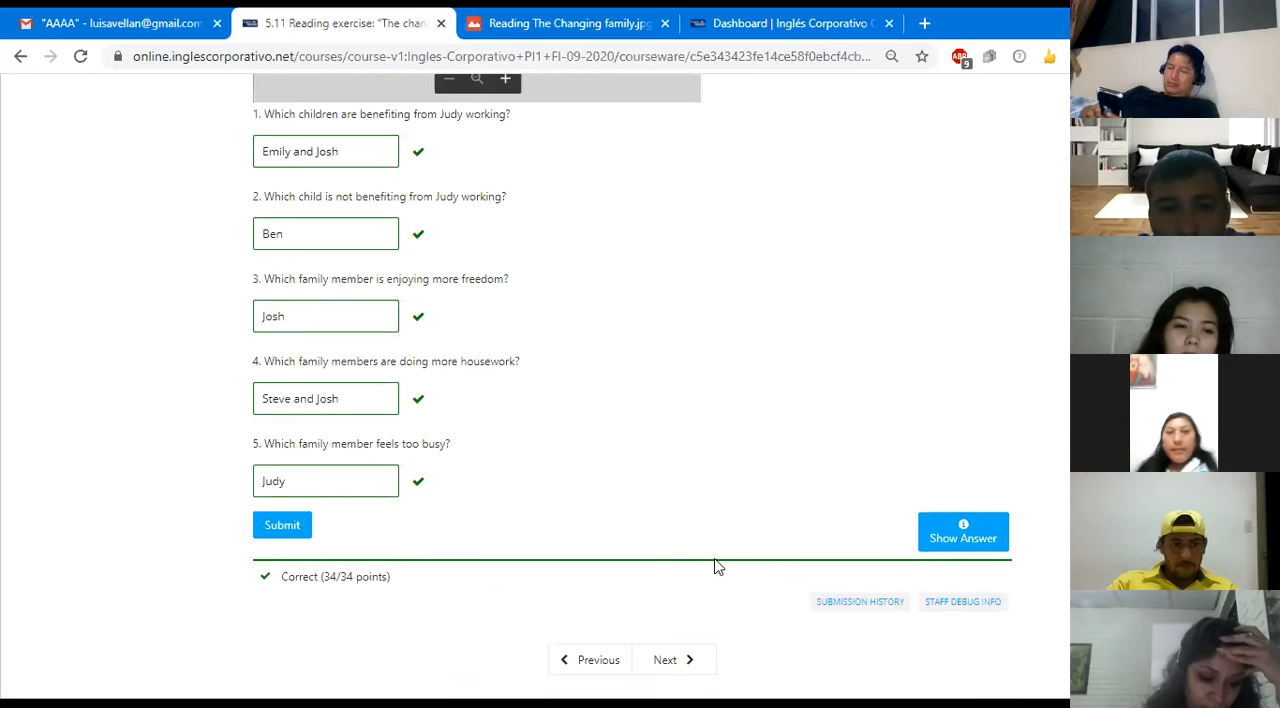 "AAAA" - luisavellan@gmail.com
5.11 Reading exercise: "The chan
Reading The Changing family.jpg
Dashboard | Inglés Corporativo C
online.inglescorporativo.net/courses/course-v1:Ingles-Corporativo+PI1+FI-09-2020/courseware/c5e343423fe14ce58f0ebcf4cb...
ABP
9
1. Which children are benefiting from Judy working?
Emily and Josh
2. Which child is not benefiting from Judy working?
Ben
3. Which family member is enjoying more freedom?
Josh
4. Which family members are doing more housework?
Steve and Josh
5. Which family member feels too busy?
Judy
Submit
Show Answer
Correct (34/34 points)
SUBMISSION HISTORY
STAFF DEBUG INFO
Previous
Next